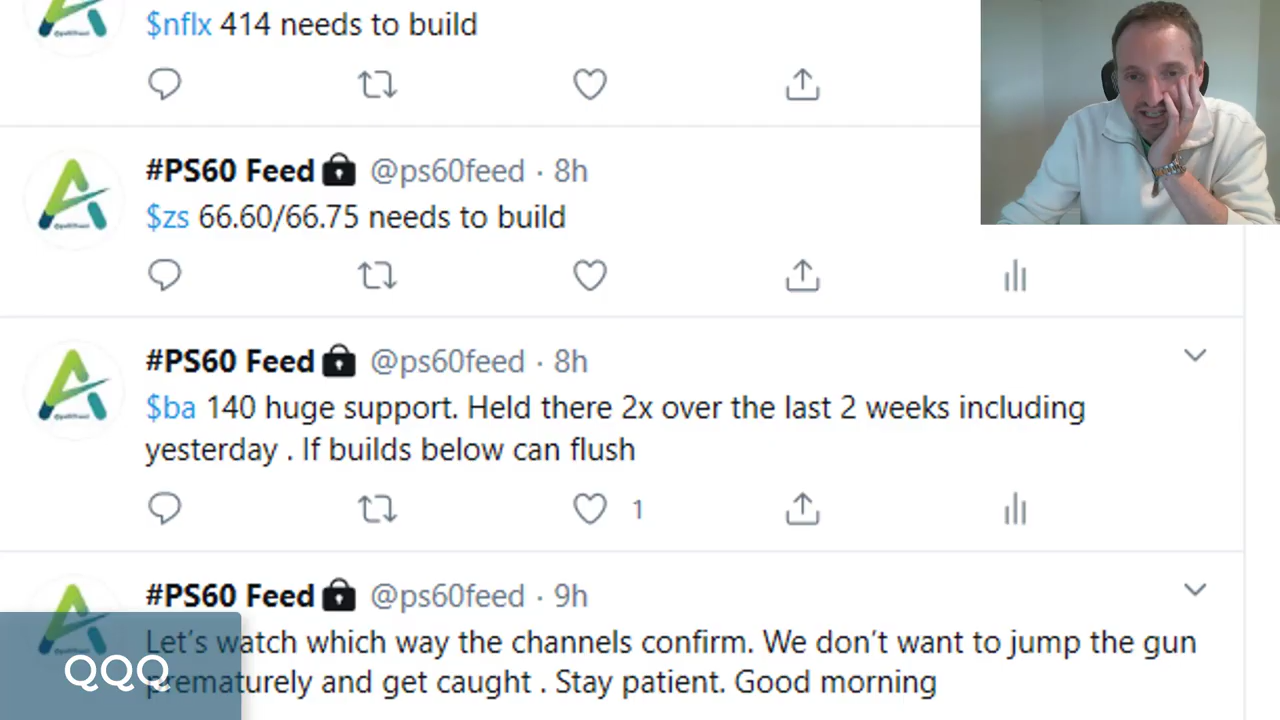 $nflx 414 needs to build
#PS60 Feed @ps60feed · 8h
$zs 66.60/66.75 needs to build
#PS60 Feed @ps60feed · 8h
$ba 140 huge support. Held there 2x over the last 2 weeks including
yesterday . If builds below can flush
1
#PS60 Feed @ps60feed · 9h
Let's watch which way the channels confirm. We don't want to jump the gun
prematurely and get caught . Stay patient. Good morning
QQQ